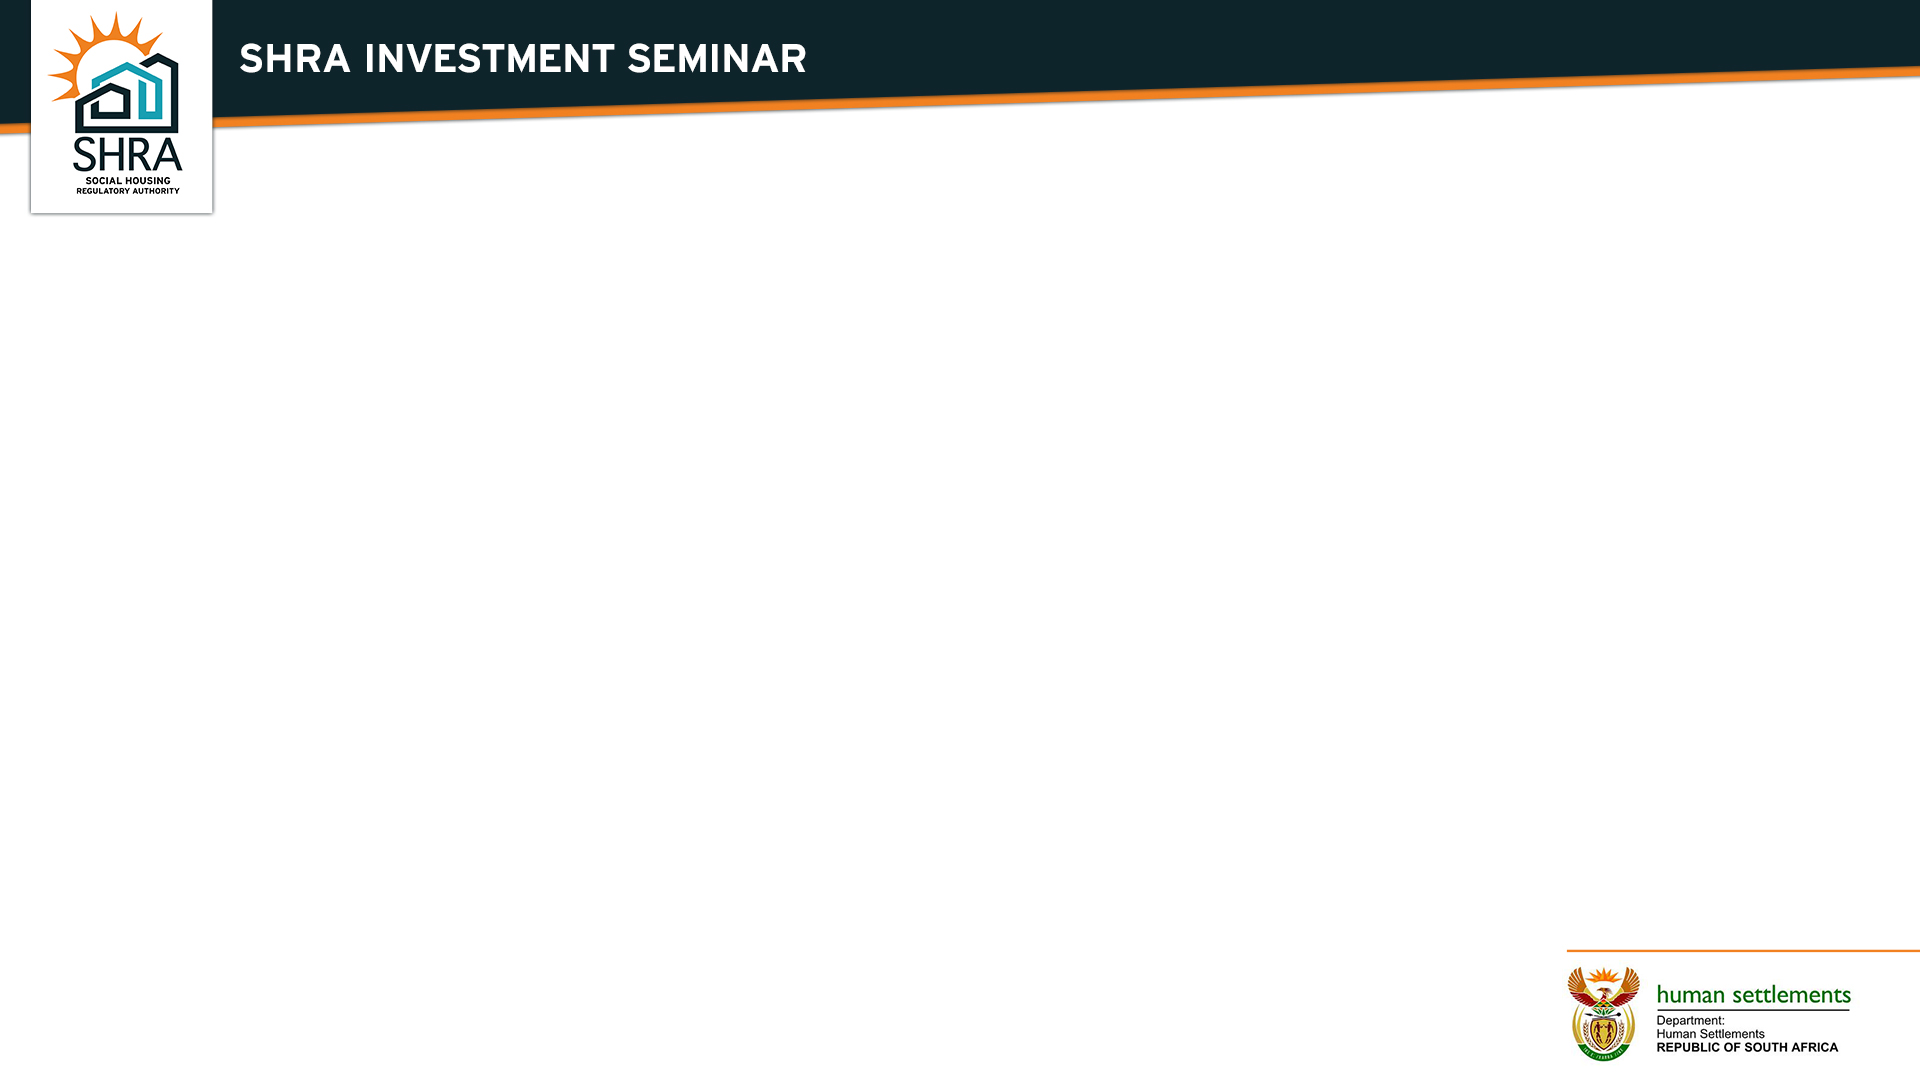 SHRA INVESTMENT SEMINAR
SHRA
SOCIAL HOUSING
REGULATORY AUTHORITY
human settlements
Department:
Human Settlements
REPUBLIC OF SOUTH AFRICA